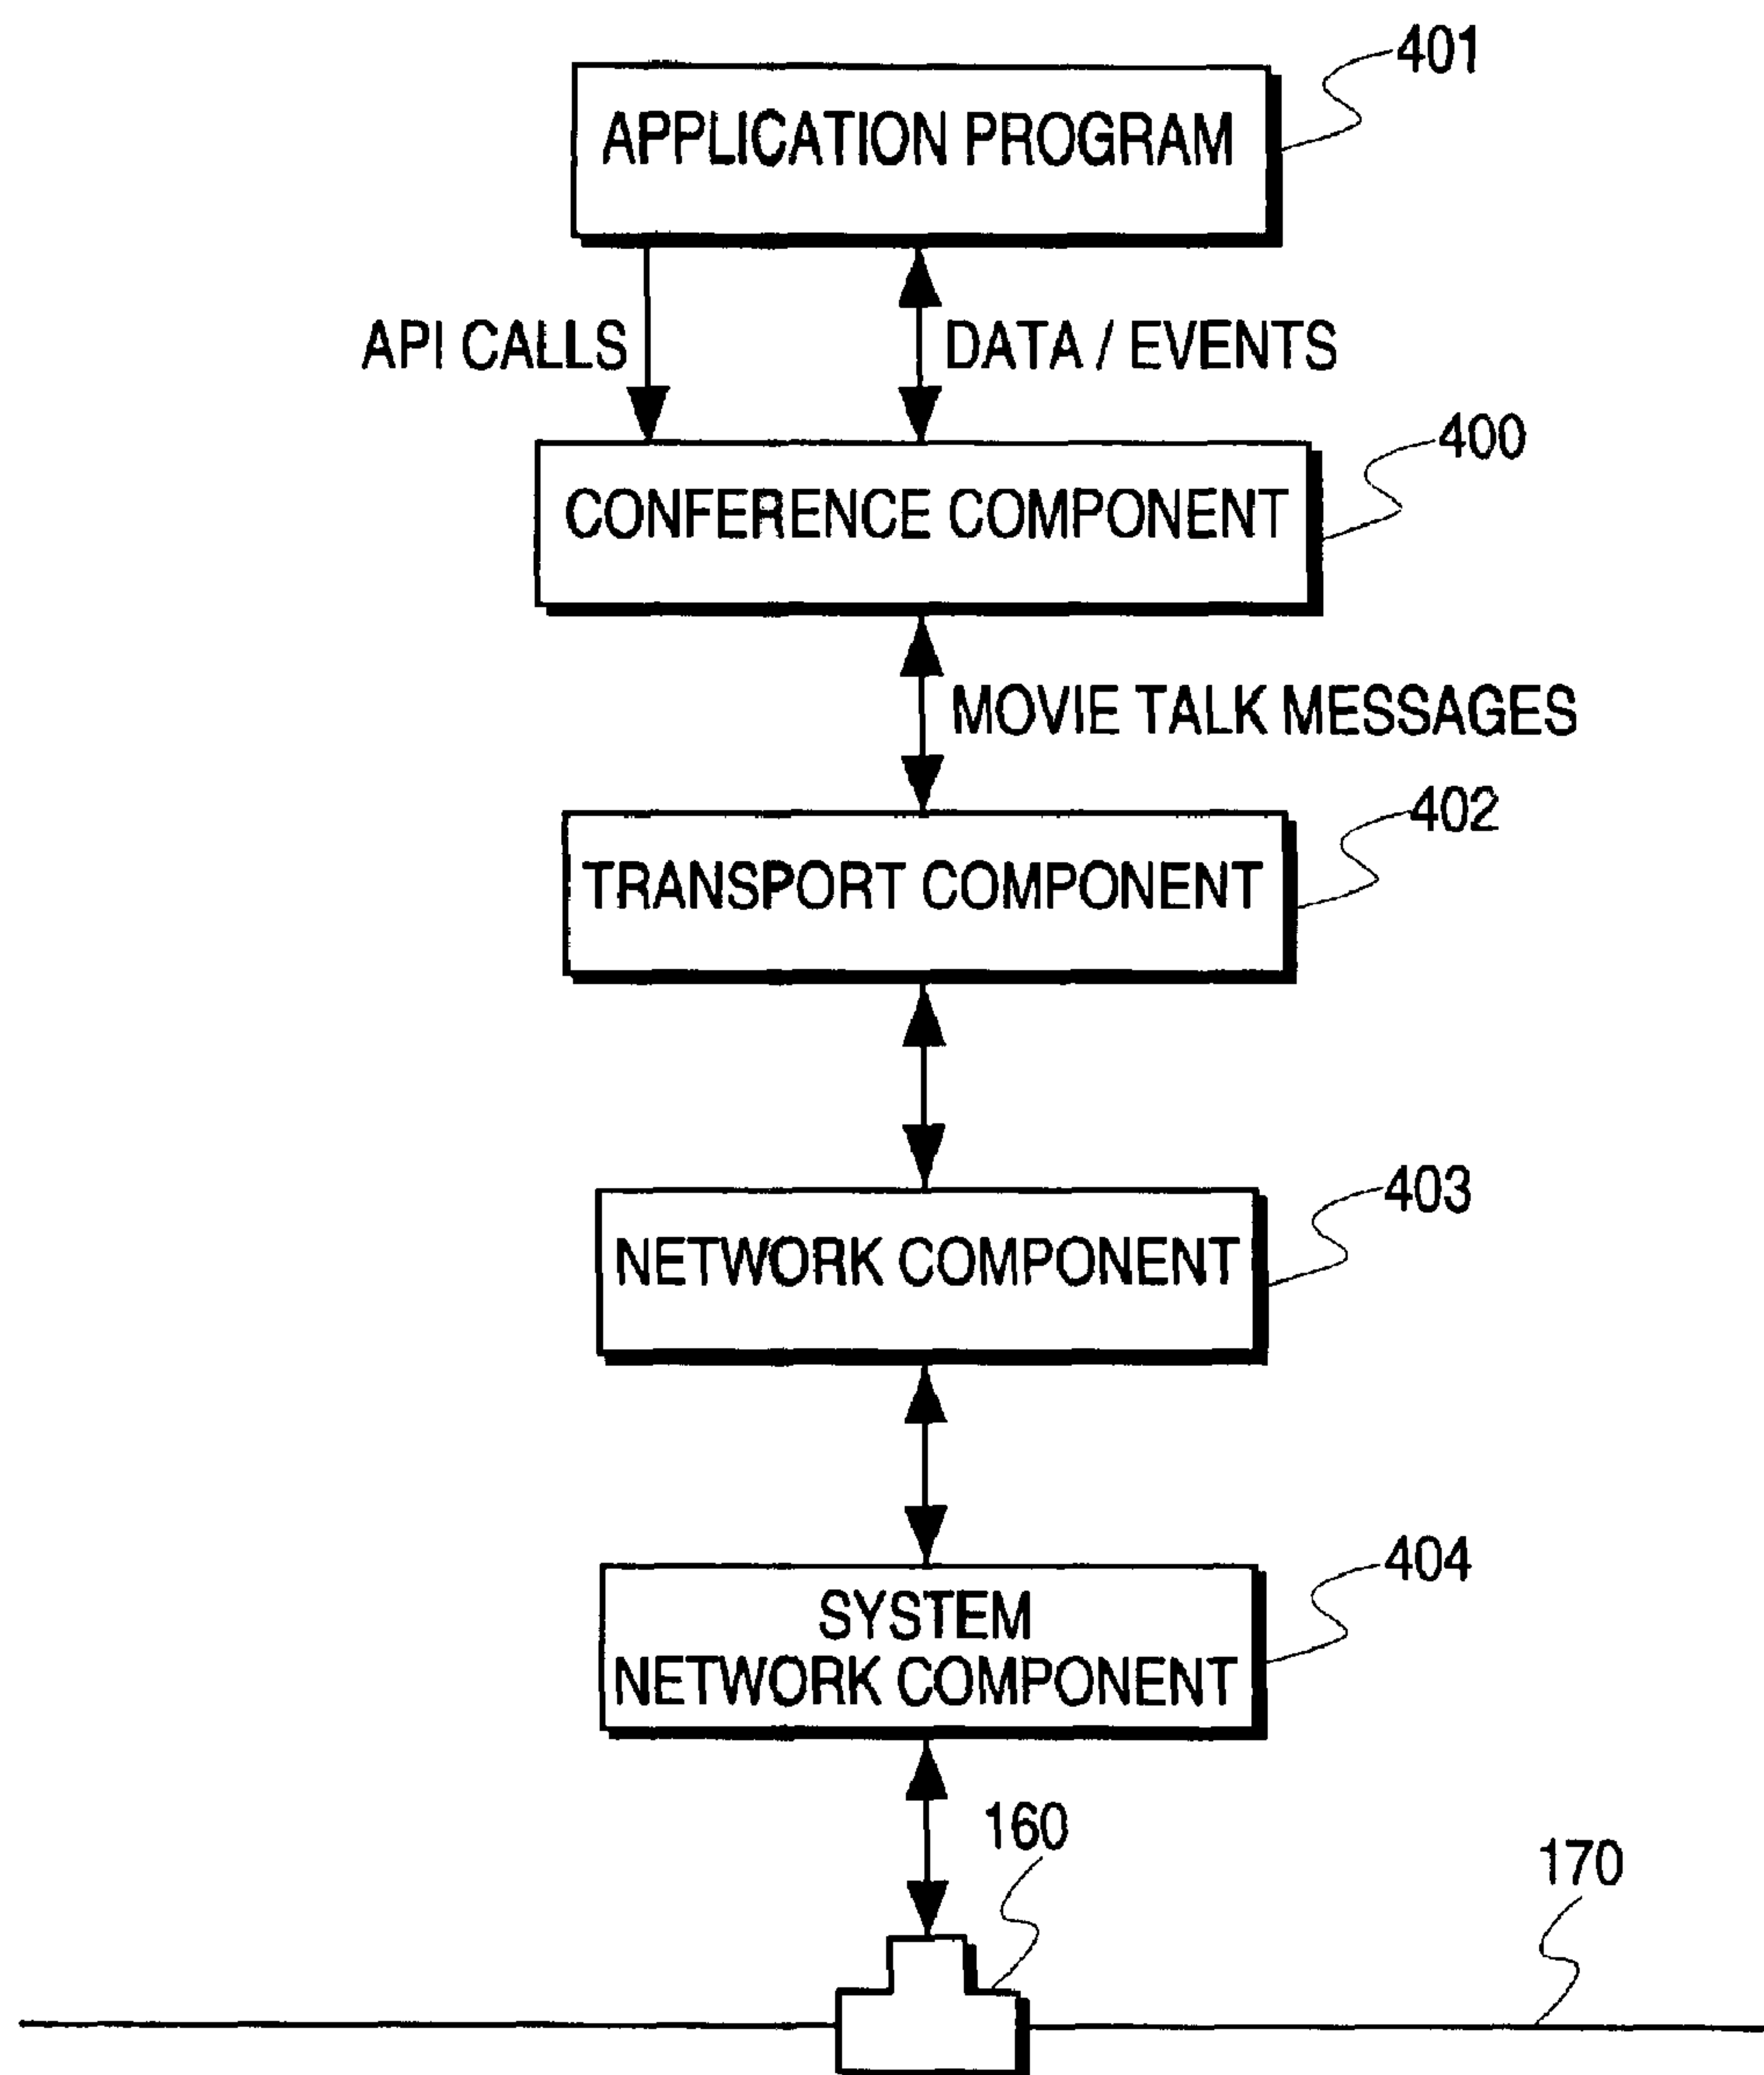 401
APPLICATION PROGRAM
API CALLS
DATA / EVENTS
400
CONFERENCE COMPONENT
MOVIE TALK MESSAGES
402
TRANSPORT COMPONENT
403
NETWORK COMPONENT
404
SYSTEM
NETWORK COMPONENT
160
170